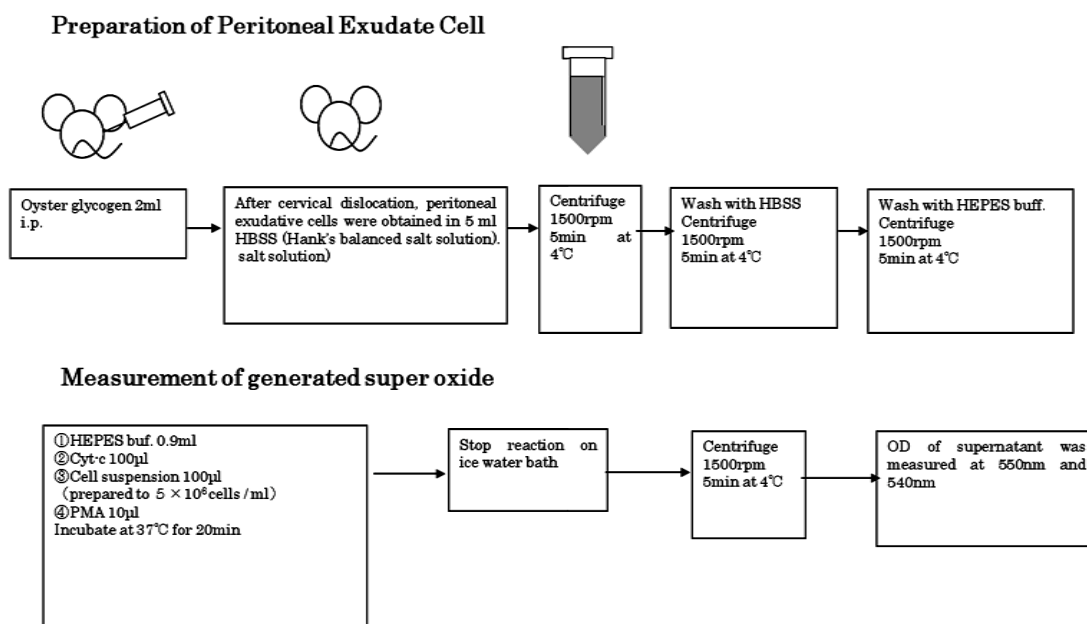 Preparation of Peritoneal Exudate Cell
Oyster glycogen 2ml
i.p.
After cervical dislocation, peritoneal
exudative cells were obtained in 5 ml
HBSS (Hank's balanced salt solution).
salt solution)
Centrifuge
1500rpm
5min at
4℃
Wash with HBSS
Centrifuge
1500rpm
5min at 4℃
Wash with HEPES buff.
Centrifuge
1500rpm
5min at 4℃
Measurement of generated super oxide
①HEPES buf. 0.9ml
②Cyt-c 100μl
③Cell suspension 100μl
（prepared to 5×10⁶cells/ml）
④PMA 10μl
Incubate at 37℃ for 20min
Stop reaction on
ice water bath
Centrifuge
1500rpm
5min at 4℃
OD of supernatant was
measured at 550nm and
540nm